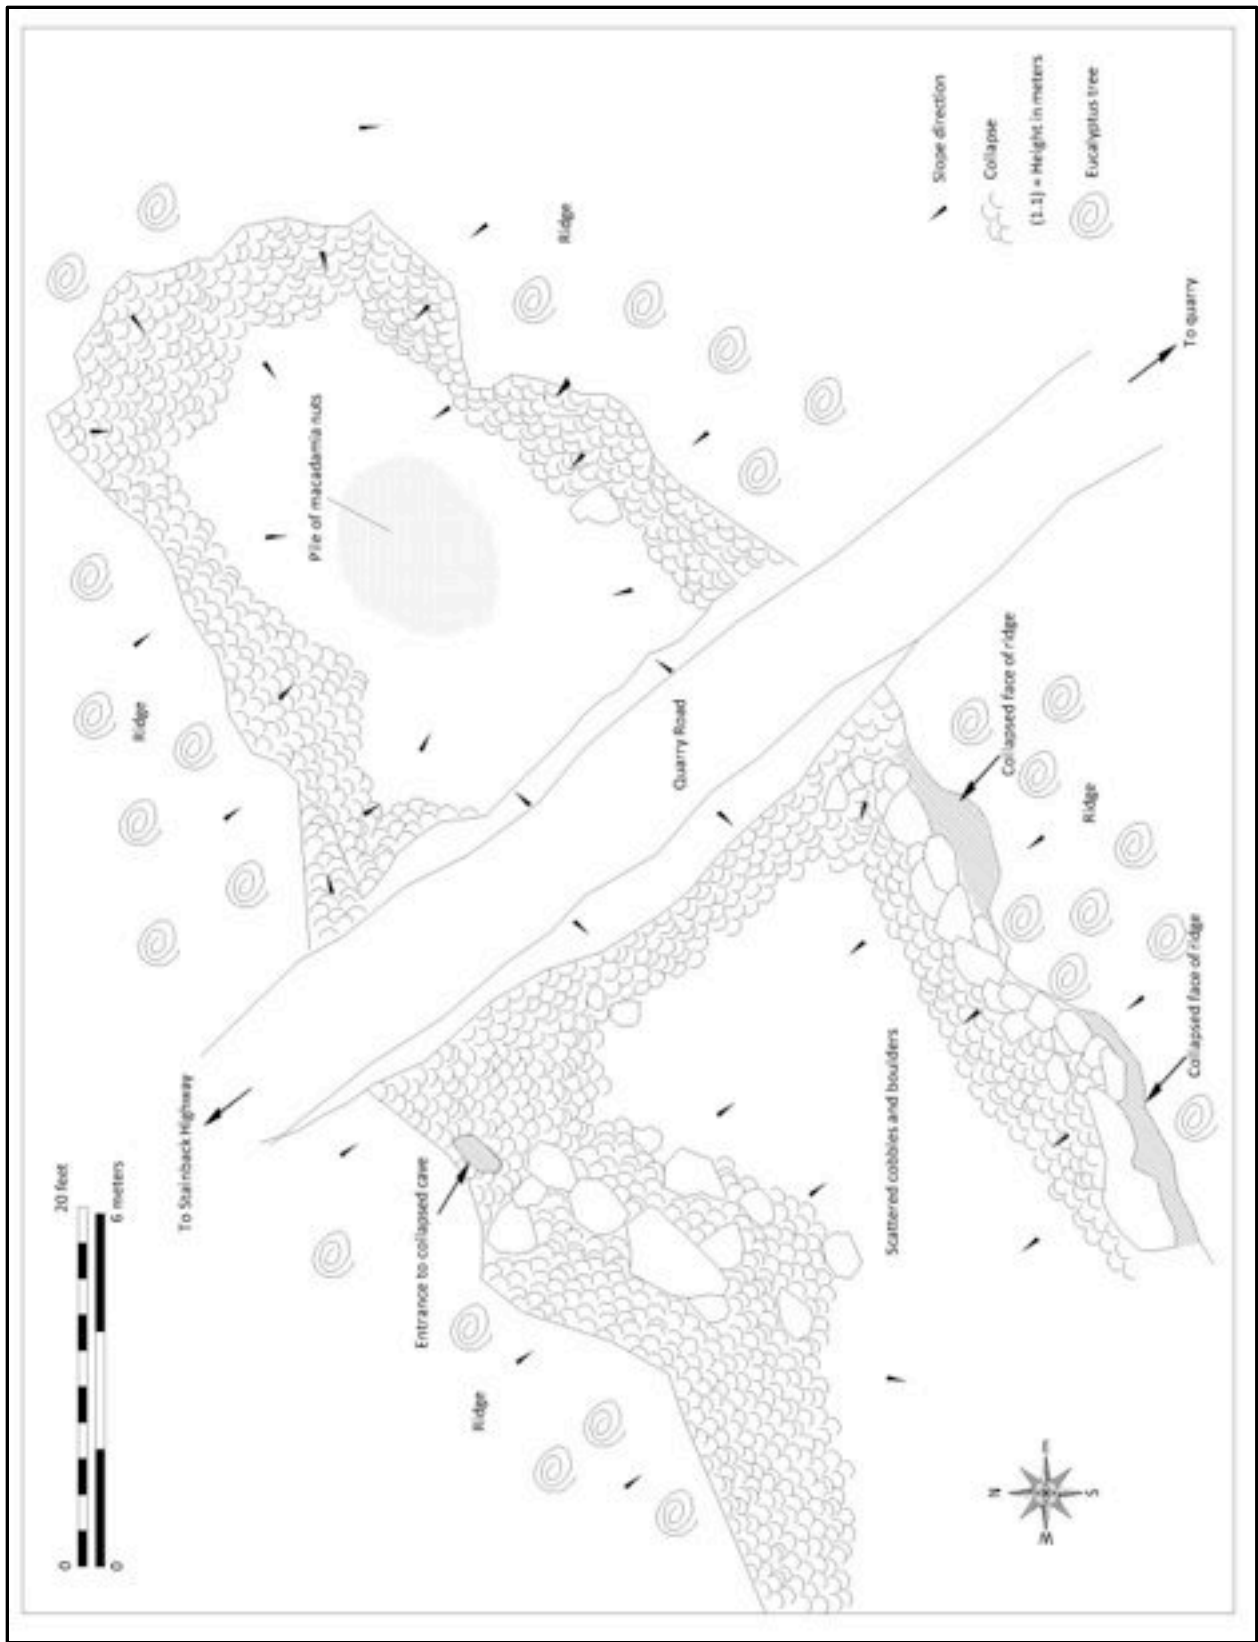 0 20 feet
0 6 meters
Ridge
To Stainback Highway
Pile of macadamia nuts
Entrance to collapsed cave
Ridge
Ridge
Quarry Road
Scattered cobbles and boulders
Slope direction
Collapse
(1.1) = Height in meters
Eucalyptus tree
Collapsed face of ridge
Ridge
Collapsed face of ridge
To quarry
N
W E
S